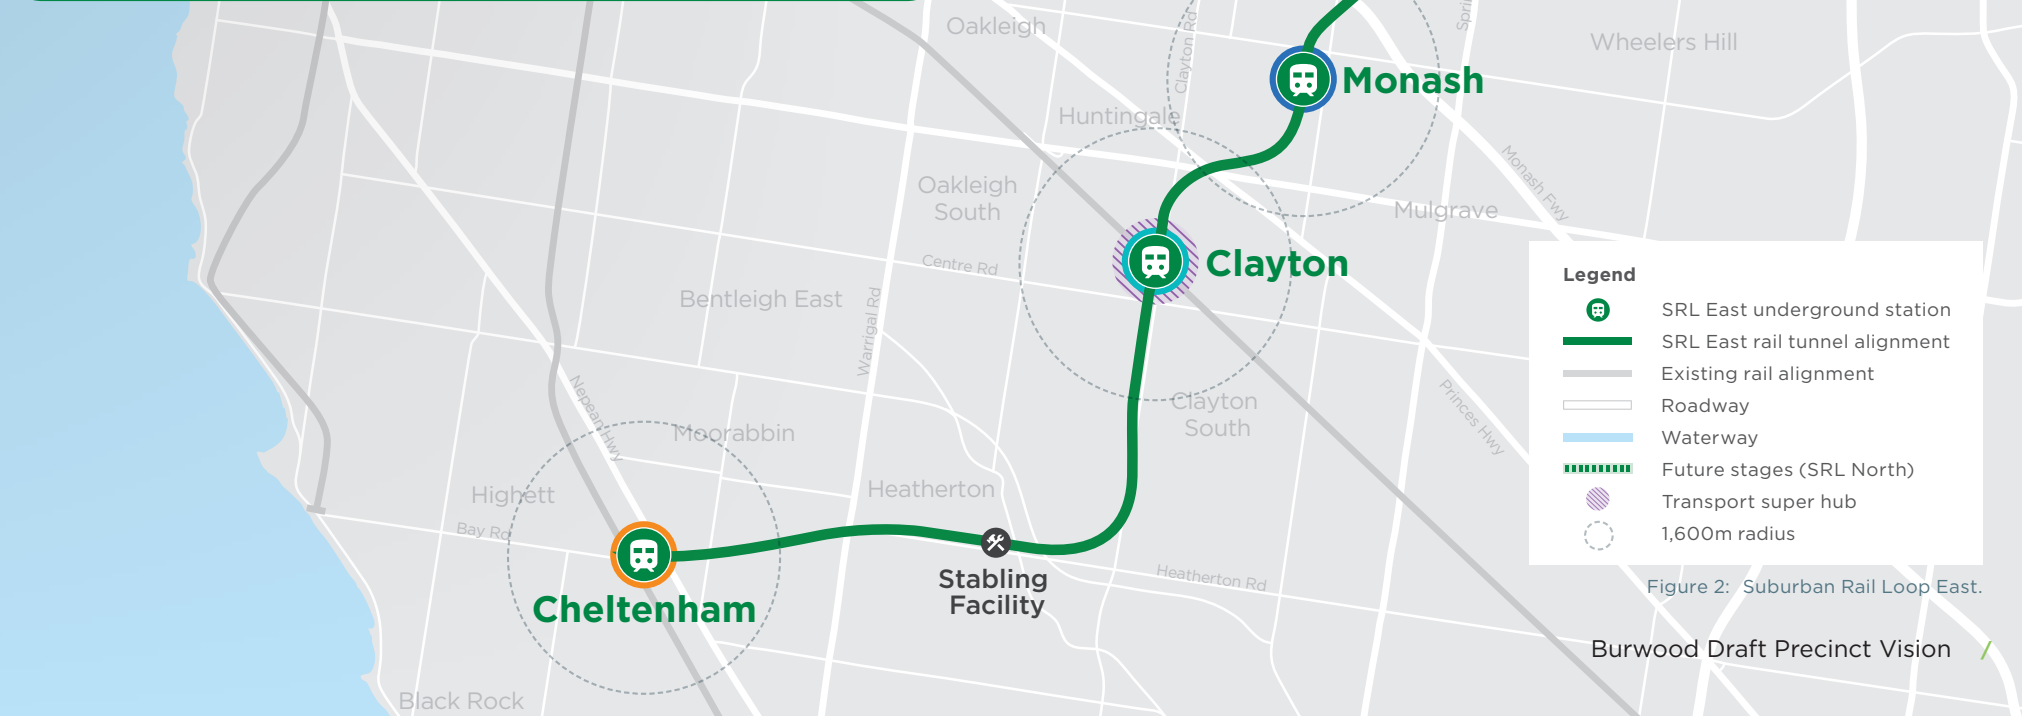 Oakleigh
Clayton Rd
Wheelers Hill
Monash
Huntingale
Monash Fwy
Oakleigh
South
Mulgrave
Centre Rd
Clayton
Bentleigh East
Warrigal Rd
Nepean Hwy
Clayton
South
Princes Hwy
Moorabbin
Highett
Heatherton
Bay Rd
Stabling
Facility
Heatherton Rd
Cheltenham
Black Rock
Legend
SRL East underground station
SRL East rail tunnel alignment
Existing rail alignment
Roadway
Waterway
Future stages (SRL North)
Transport super hub
1,600m radius
Figure 2: Suburban Rail Loop East.
Burwood Draft Precinct Vision /